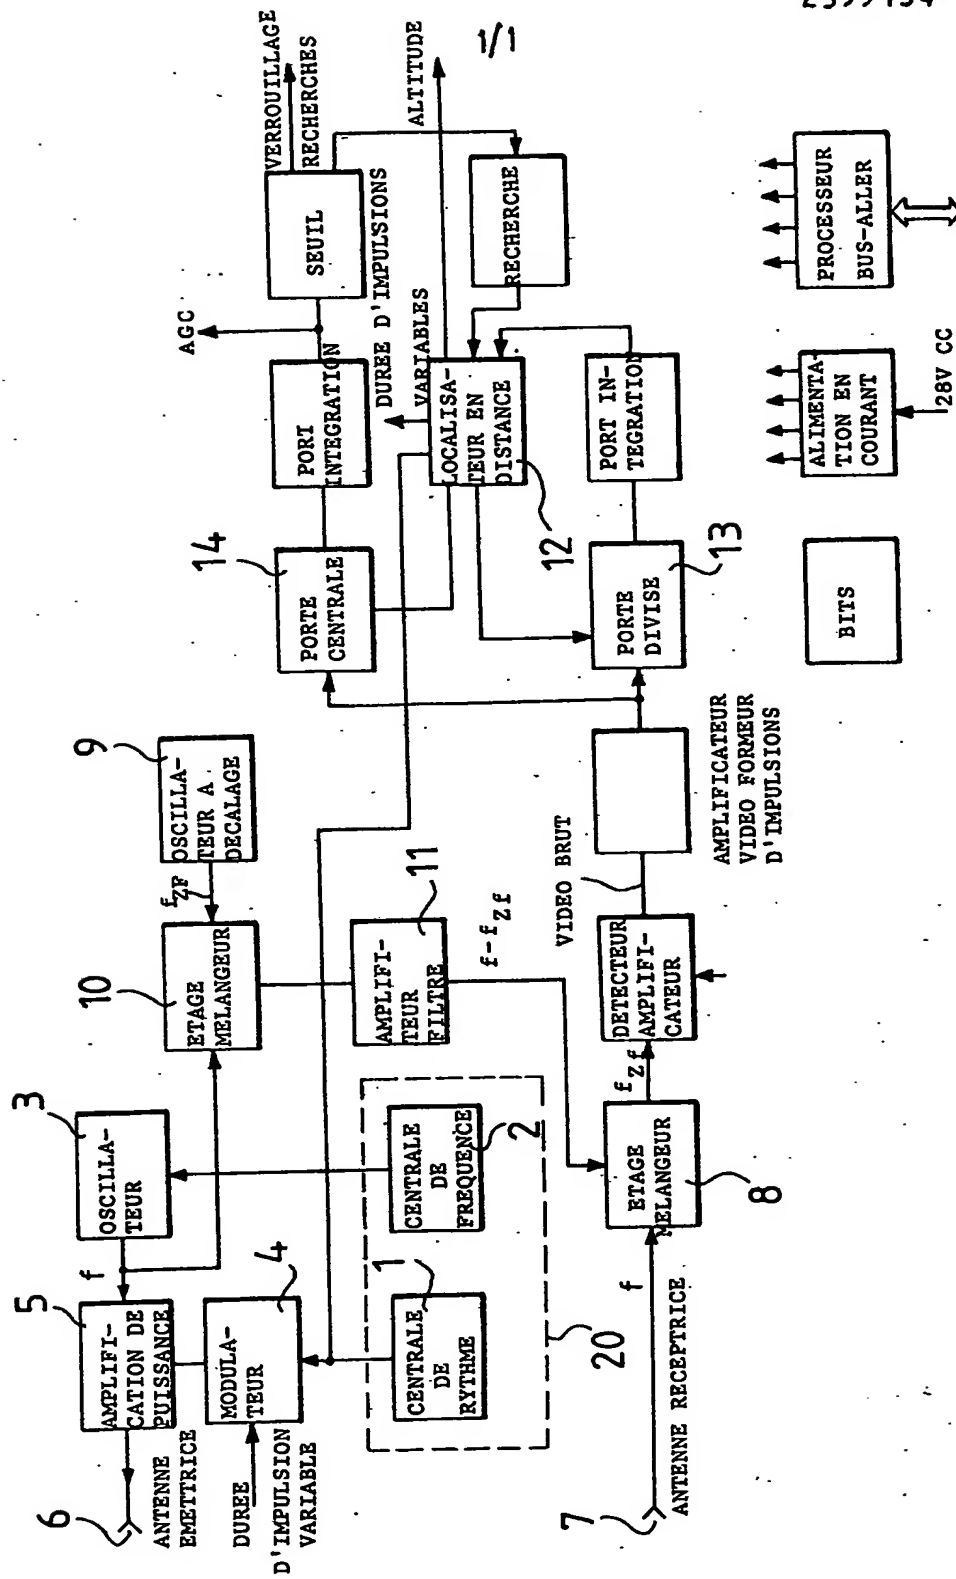 6
ANTENNE
EMETTRICE
5
AMPLIFI-
CATION DE
PUISSANCE
f
3
OSCILLA-
TEUR
DUREE
D'IMPULSION
VARIABLE
MODULA-
TEUR
4
10
ETAGE
MELANGEUR
fZF
9
OSCILLA-
TEUR A
DECALAGE
14
PORTE
CENTRALE
PORT
INTEGRATION
AGC
SEUIL
VERROUILLAGE
RECHERCHES
1
CENTRALE
DE
RYTHME
CENTRALE
DE
FREQUENCE
2
20
AMPLIFI-
TEUR
FILTRE
11
f-fZf
DUREE D'IMPULSIONS
VARIABLES
LOCALISA-
TEUR EN
DISTANCE
12
RECHERCHE
ALTITUDE
1/1
7
ANTENNE RECEPTRICE
f
ETAGE
MELANGEUR
8
fZf
DETECTEUR
AMPLIFI-
CATEUR
VIDEO BRUT
AMPLIFICATEUR
VIDEO FORMEUR
D'IMPULSIONS
PORTE
DIVISE
13
PORT IN-
TEGRATION
BITS
ALIMENTA-
TION EN
COURANT
28V CC
PROCESSEUR
BUS-ALLER